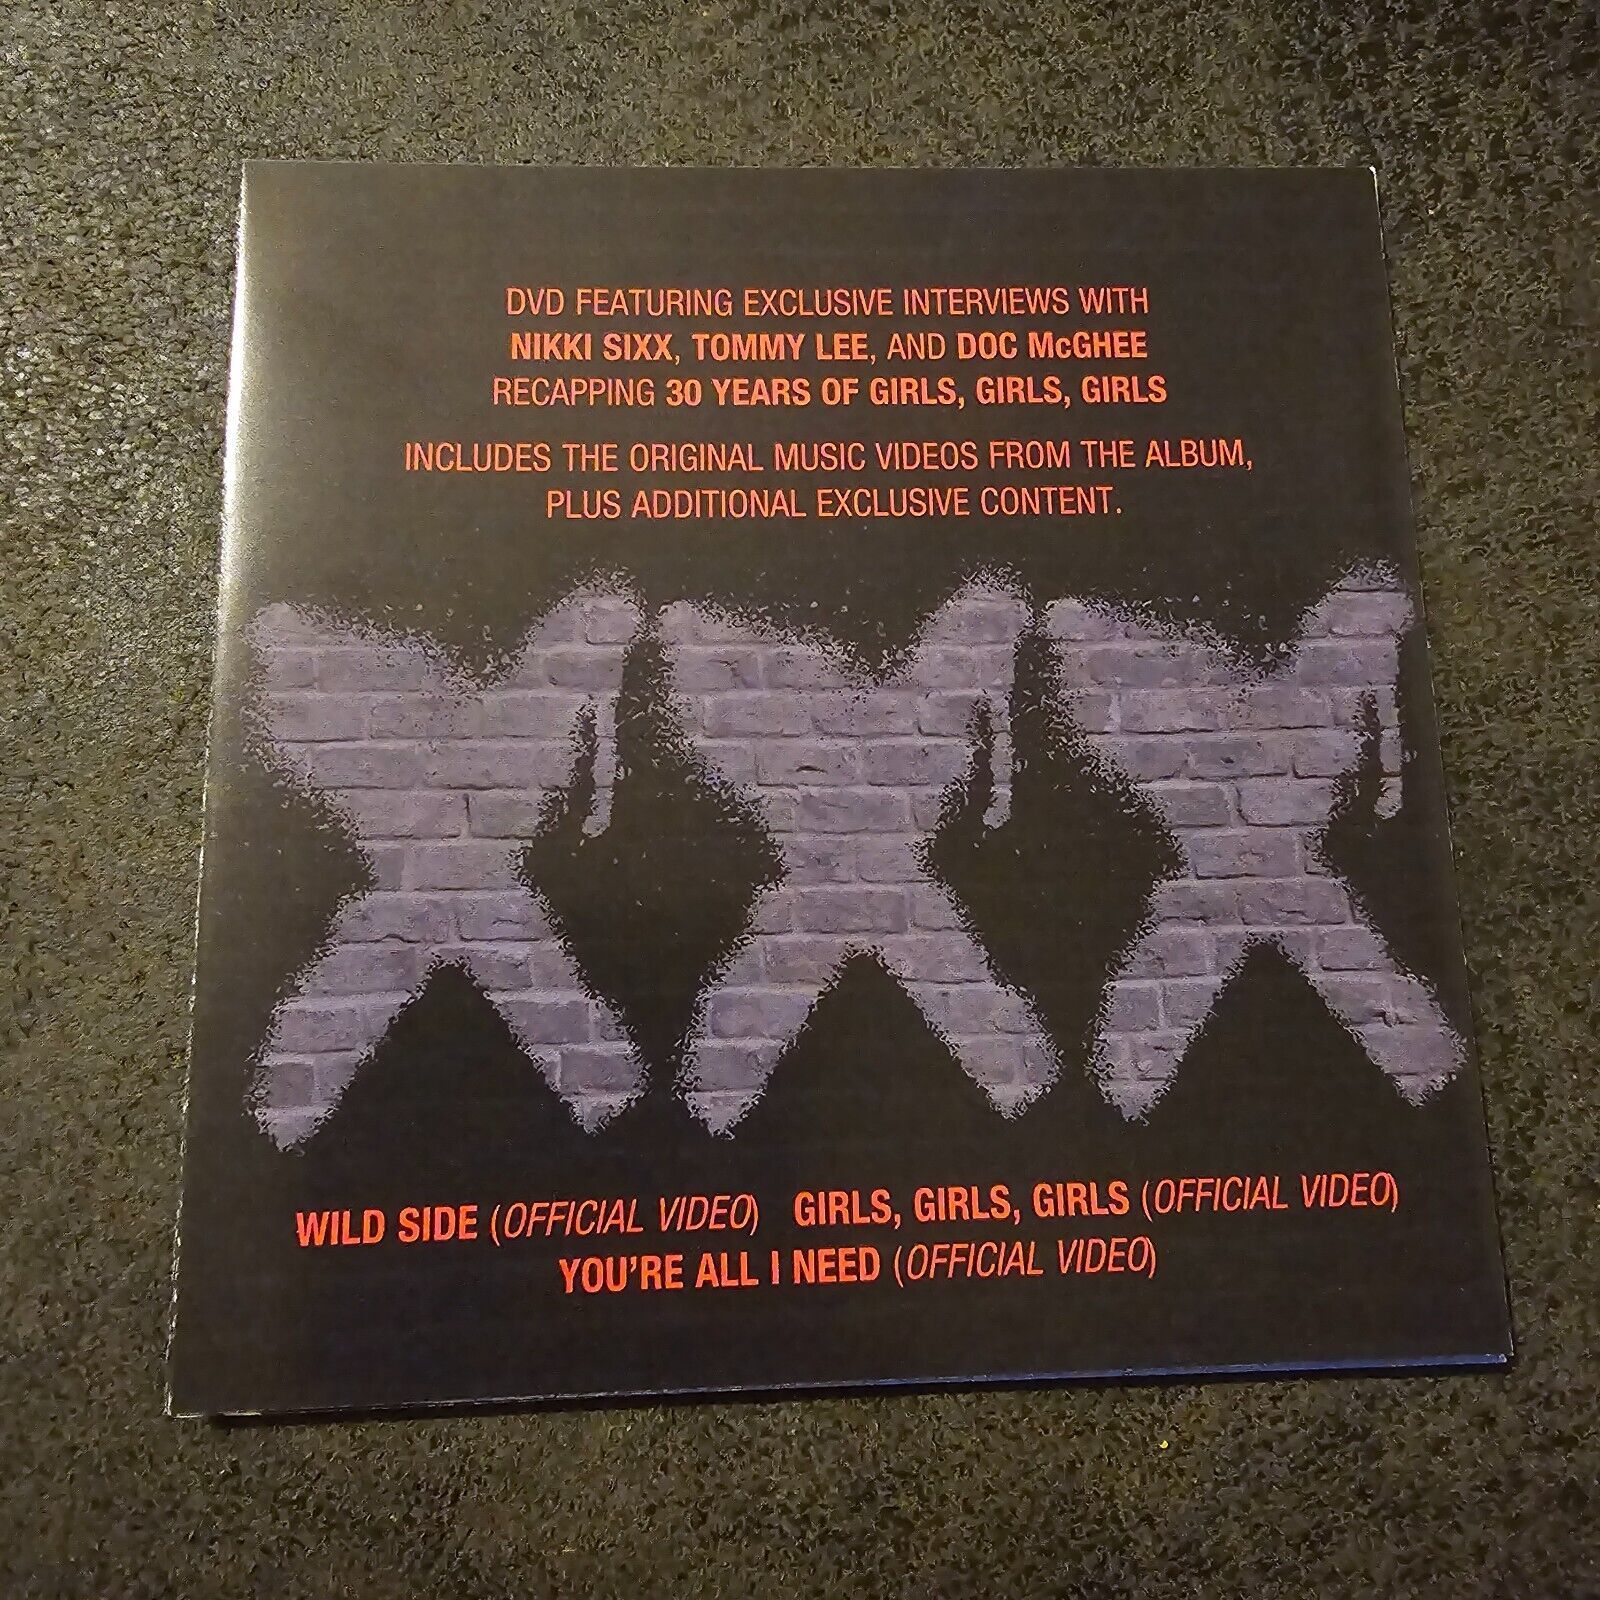 DVD FEATURING EXCLUSIVE INTERVIEWS WITH
NIKKI SIXX, TOMMY LEE, AND DOC McGHEE
RECAPPING 30 YEARS OF GIRLS, GIRLS, GIRLS
INCLUDES THE ORIGINAL MUSIC VIDEOS FROM THE ALBUM,
PLUS ADDITIONAL EXCLUSIVE CONTENT.
XXX
WILD SIDE (OFFICIAL VIDEO) GIRLS, GIRLS, GIRLS (OFFICIAL VIDEO)
YOU'RE ALL I NEED (OFFICIAL VIDEO)